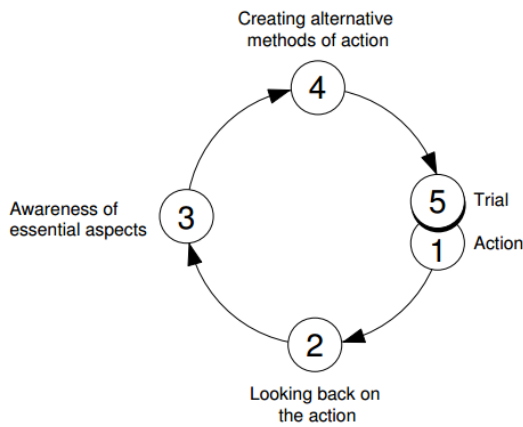 Creating alternative
methods of action
4
5
Trial
Awareness of
essential aspects
3
1
Action
2
Looking back on
the action